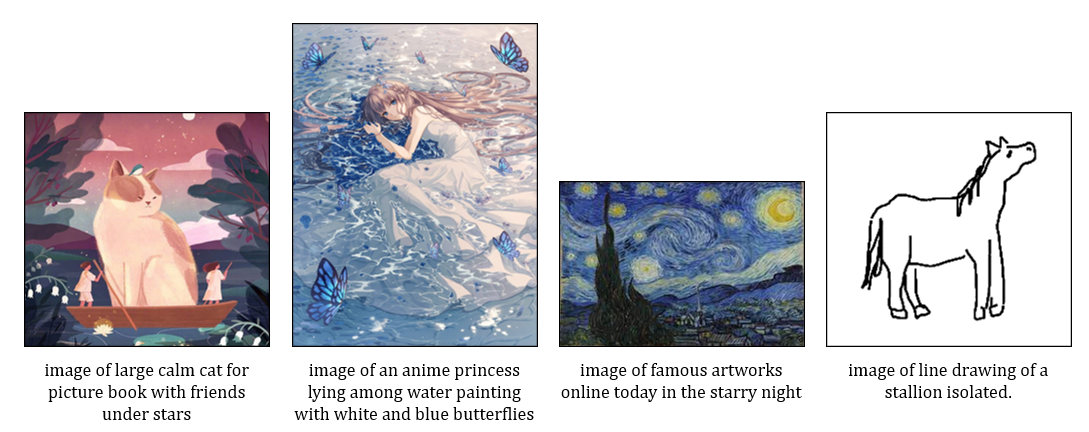 image of large calm cat for
picture book with friends
under stars
image of an anime princess
lying among water painting
with white and blue butterflies
image of famous artworks
online today in the starry night
image of line drawing of a
stallion isolated.